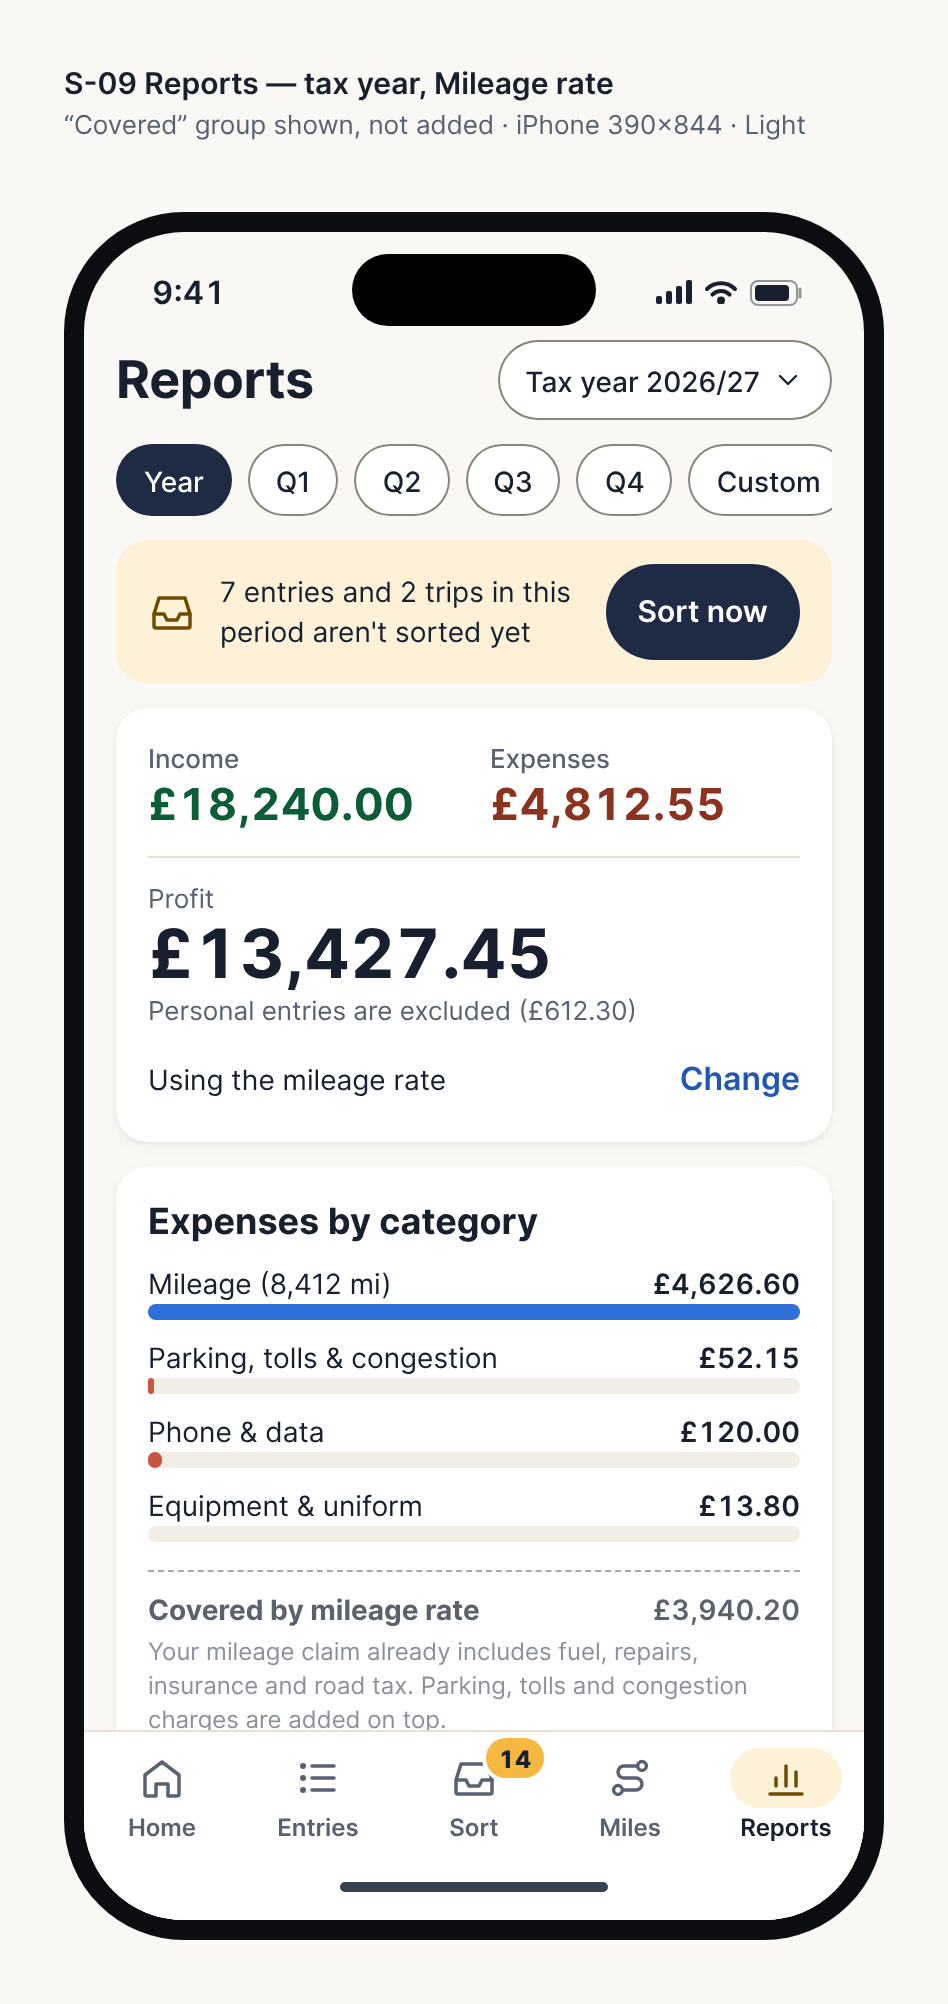 S-09 Reports — tax year, Mileage rate
“Covered” group shown, not added · iPhone 390×844 · Light
9:41
Reports
Tax year 2026/27
Year Q1 Q2 Q3 Q4 Custom
7 entries and 2 trips in this
period aren't sorted yet
Sort now
Income Expenses
£18,240.00 £4,812.55
Profit
£13,427.45
Personal entries are excluded (£612.30)
Using the mileage rate Change
Expenses by category
Mileage (8,412 mi) £4,626.60
Parking, tolls & congestion £52.15
Phone & data £120.00
Equipment & uniform £13.80
Covered by mileage rate £3,940.20
Your mileage claim already includes fuel, repairs,
insurance and road tax. Parking, tolls and congestion
charges are added on top.
14
Home Entries Sort Miles Reports